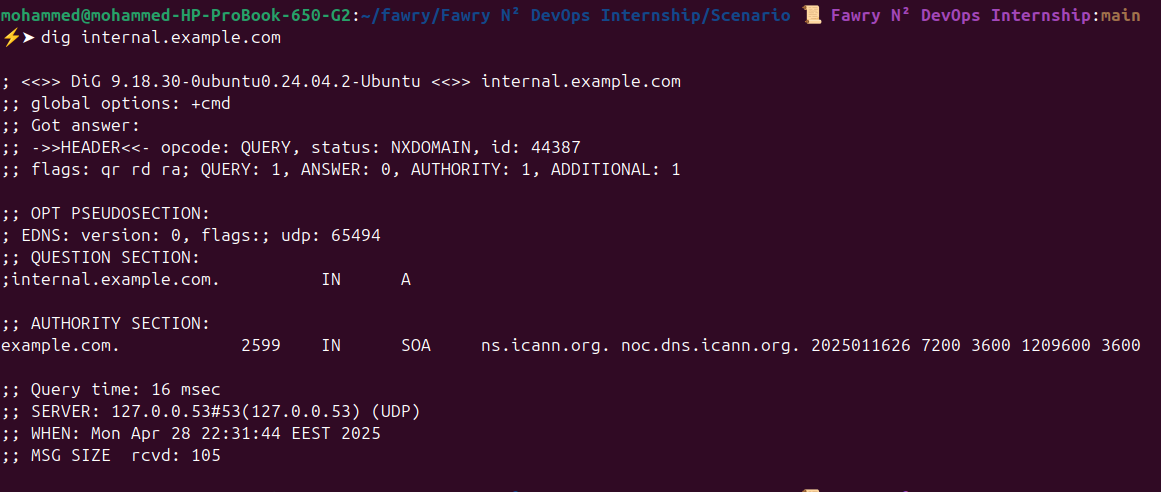 mohammed@mohammed-HP-ProBook-650-G2:~/fawry/Fawry N² DevOps Internship/Scenario 📜 Fawry N² DevOps Internship:main
⚡➤ dig internal.example.com

; <<>> DiG 9.18.30-0ubuntu0.24.04.2-Ubuntu <<>> internal.example.com
;; global options: +cmd
;; Got answer:
;; ->>HEADER<<- opcode: QUERY, status: NXDOMAIN, id: 44387
;; flags: qr rd ra; QUERY: 1, ANSWER: 0, AUTHORITY: 1, ADDITIONAL: 1

;; OPT PSEUDOSECTION:
; EDNS: version: 0, flags:; udp: 65494
;; QUESTION SECTION:
;internal.example.com.		IN	A

;; AUTHORITY SECTION:
example.com.		2599	IN	SOA	ns.icann.org. noc.dns.icann.org. 2025011626 7200 3600 1209600 3600

;; Query time: 16 msec
;; SERVER: 127.0.0.53#53(127.0.0.53) (UDP)
;; WHEN: Mon Apr 28 22:31:44 EEST 2025
;; MSG SIZE  rcvd: 105